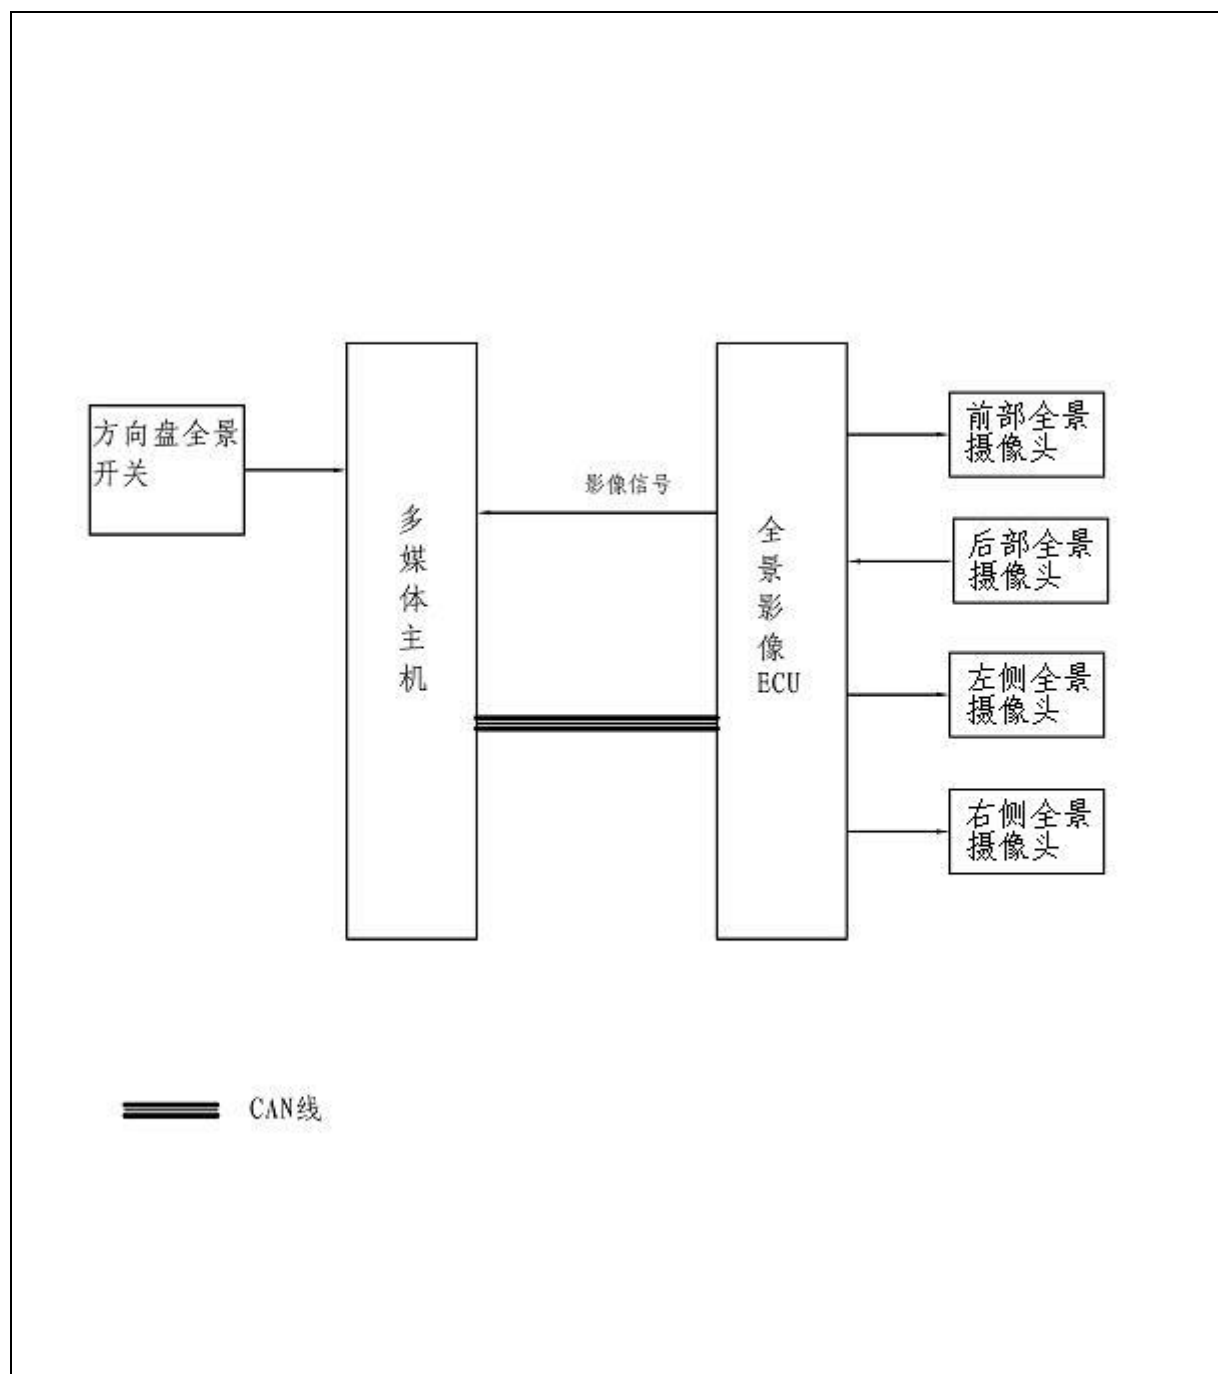 方向盘全景
开关
多
媒
体
主
机
影像信号
全
景
影
像
ECU
前部全景
摄像头
后部全景
摄像头
左侧全景
摄像头
右侧全景
摄像头
CAN线